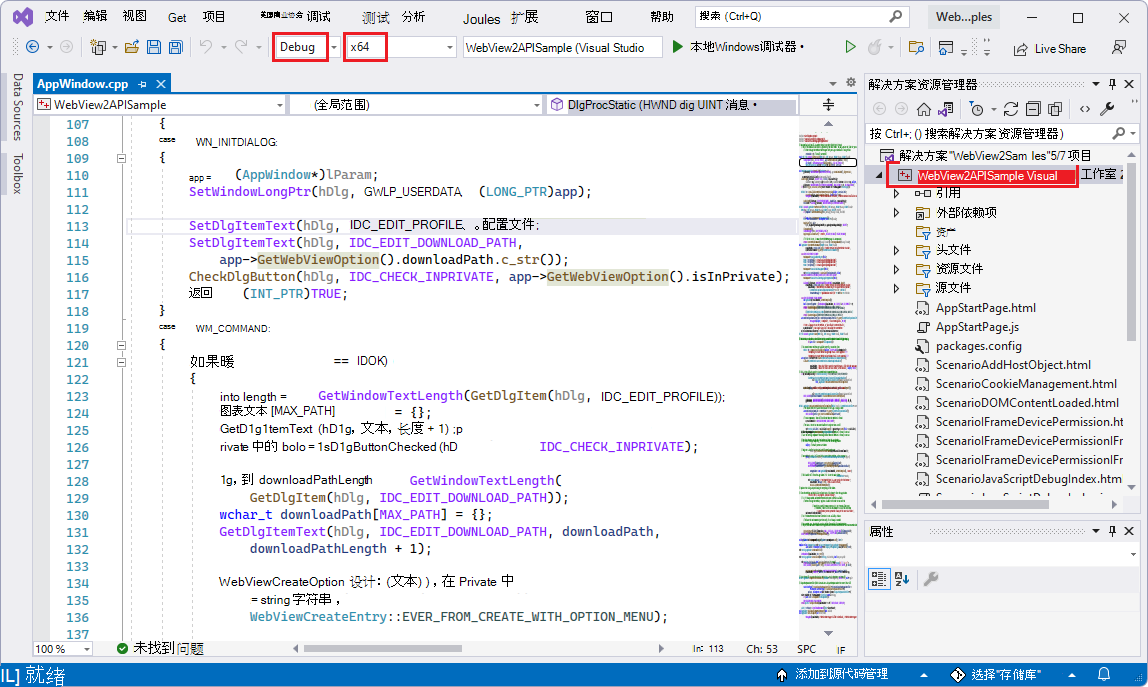 文件 编辑 视图 Get 项目 美国商业协会 调试 测试 分析 Joules 扩展 窗口 帮助 搜索 (Ctrl+Q) Web...ples
Debug x64 WebView2APISample (Visual Studio 本地Windows调试器 • Live Share
Data Sources
Toolbox
AppWindow.cpp
WebView2APISample (全局范围) DlgProcStatic (HWND dig UINT 消息 •
107 {
108 case WN_INITDIALOG:
109 {
110 app = (AppWindow*)lParam;
111 SetWindowLongPtr(hDlg, GWLP_USERDATA, (LONG_PTR)app);
112
113 SetDlgItemText(hDlg, IDC_EDIT_PROFILE, 。配置文件;
114 SetDlgItemText(hDlg, IDC_EDIT_DOWNLOAD_PATH,
115 app->GetWebViewOption().downloadPath.c_str());
116 CheckDlgButton(hDlg, IDC_CHECK_INPRIVATE, app->GetWebViewOption().isInPrivate);
117 返回 (INT_PTR)TRUE;
118 }
119 case WM_COMMAND:
120 {
121 如果暖 == IDOK)
122 {
123 into length = GetWindowTextLength(GetDlgItem(hDlg, IDC_EDIT_PROFILE));
124 图表文本 [MAX_PATH] = {};
125 GetD1g1temText (hD1g, 文本, 长度 + 1) ;p
126 rivate 中的 bolo = 1sD1gButtonChecked (hD IDC_CHECK_INPRIVATE);
127
128 1g, 到 downloadPathLength GetWindowTextLength(
129 GetDlgItem(hDlg, IDC_EDIT_DOWNLOAD_PATH));
130 wchar_t downloadPath[MAX_PATH] = {};
131 GetDlgItemText(hDlg, IDC_EDIT_DOWNLOAD_PATH, downloadPath,
132 downloadPathLength + 1);
133
134 WebViewCreateOption 设计: (文本) ) , 在 Private 中
135 = string 字符串 ,
136 WebViewCreateEntry::EVER_FROM_CREATE_WITH_OPTION_MENU);
137
100 % 未找到问题 ln: 113 Ch: 53 SPC IF
解决方案资源管理器
按 Ctrl+; () 搜索解决方案资源管理器)
解决方案"WebView2Sam les"5/7 项目
WebView2APISample Visual 工作室 2
引用
外部依赖项
资产
头文件
资源文件
源文件
AppStartPage.html
AppStartPage.js
packages.config
ScenarioAddHostObject.html
ScenarioCookieManagement.html
ScenarioDOMContentLoaded.html
ScenarioIFrameDevicePermission.ht
ScenarioIFrameDevicePermissionIFr
ScenarioIFrameDevicePermissionIFr
ScenarioJavaScriptDebugIndex.htm
属性
IL] 就绪 添加到源代码管理 选择"存储库"